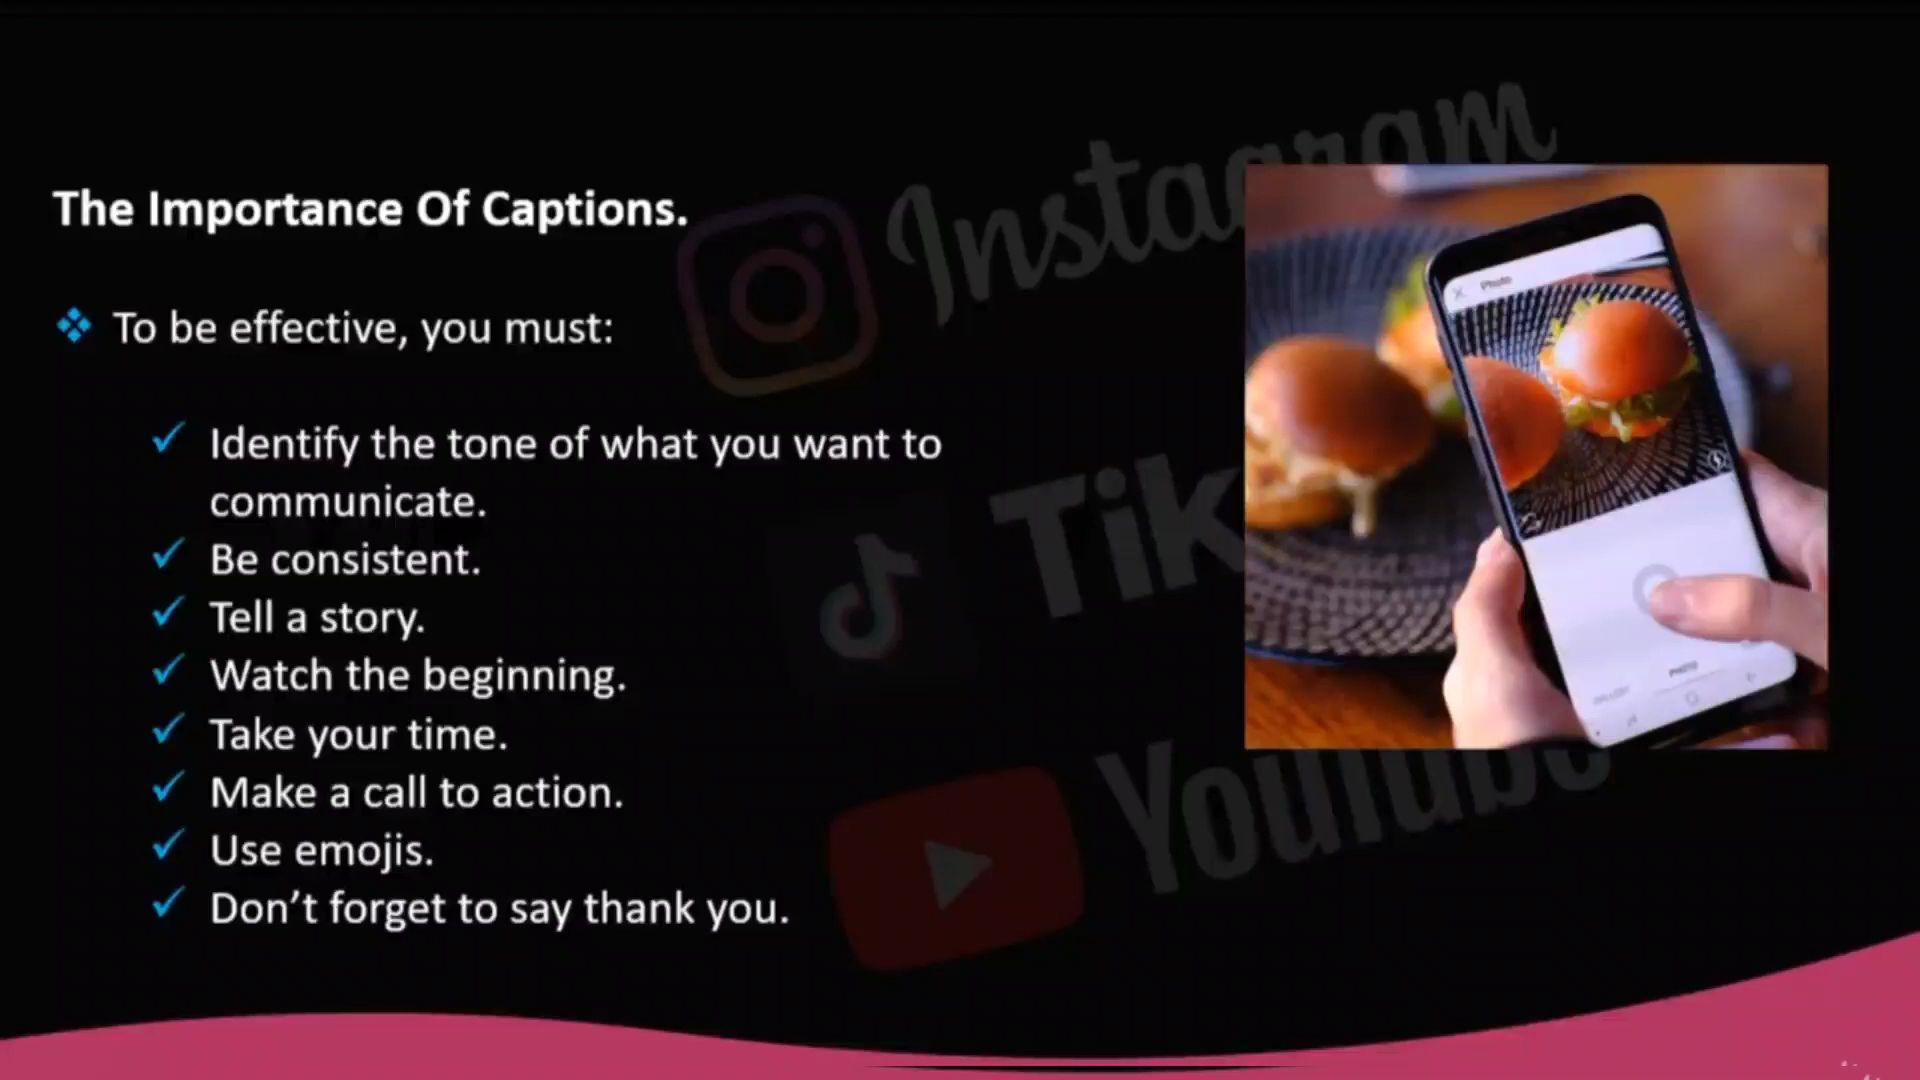 The Importance Of Captions.
To be effective, you must:
Identify the tone of what you want to
communicate.
Be consistent.
Tell a story.
Watch the beginning.
Take your time.
Make a call to action.
Use emojis.
Don't forget to say thank you.
Instagram
Tik
YouTube
Photo
PHOTO